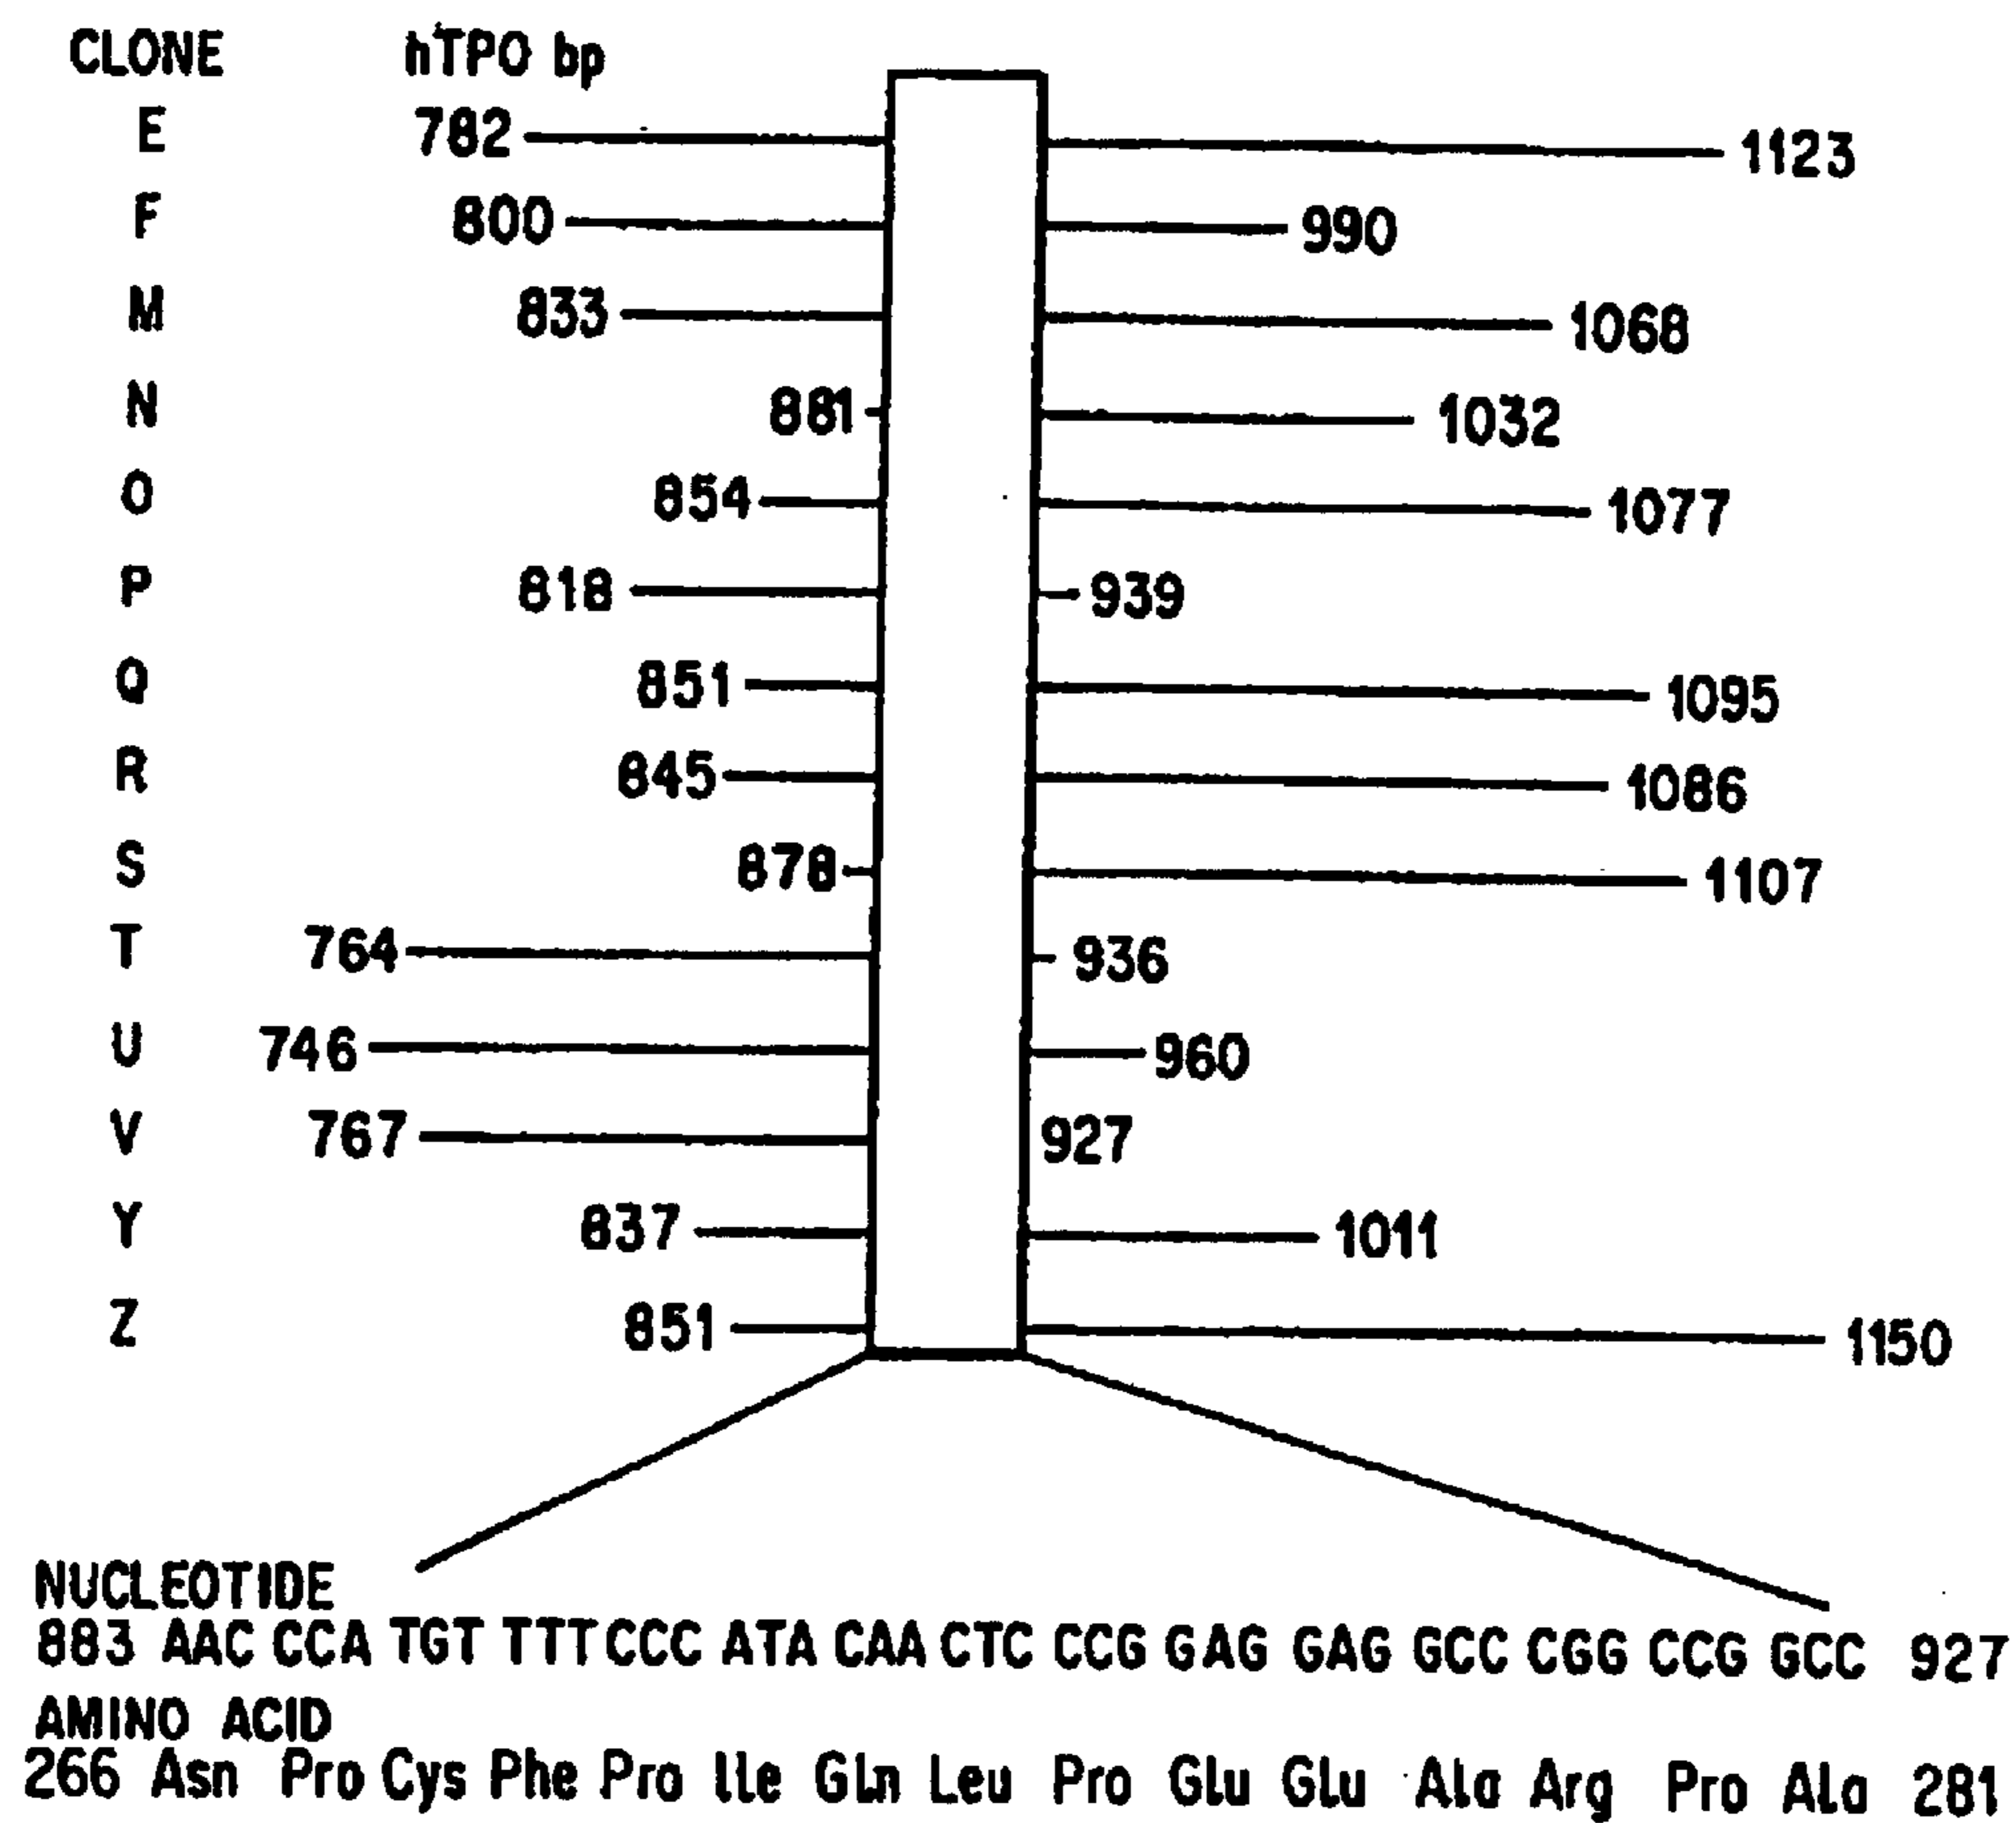 CLONE hTPO bp
E 782 1123
F 800 990
M 833 1068
N 881 1032
O 854 1077
P 818 939
Q 851 1095
R 845 1086
S 878 1107
T 764 936
U 746 960
V 767 927
Y 837 1011
Z 851 1150
NUCLEOTIDE
883 AAC CCA TGT TTT CCC ATA CAA CTC CCG GAG GAG GCC CGG CCG GCC 927
AMINO ACID
266 Asn Pro Cys Phe Pro Ile Gln Leu Pro Glu Glu Ala Arg Pro Ala 281